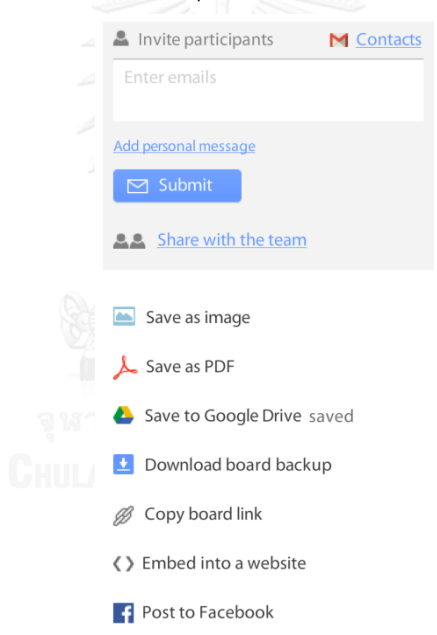 Invite participants Contacts
Enter emails
Add personal message
Submit
Share with the team
Save as image
Save as PDF
Save to Google Drive saved
Download board backup
Copy board link
Embed into a website
Post to Facebook